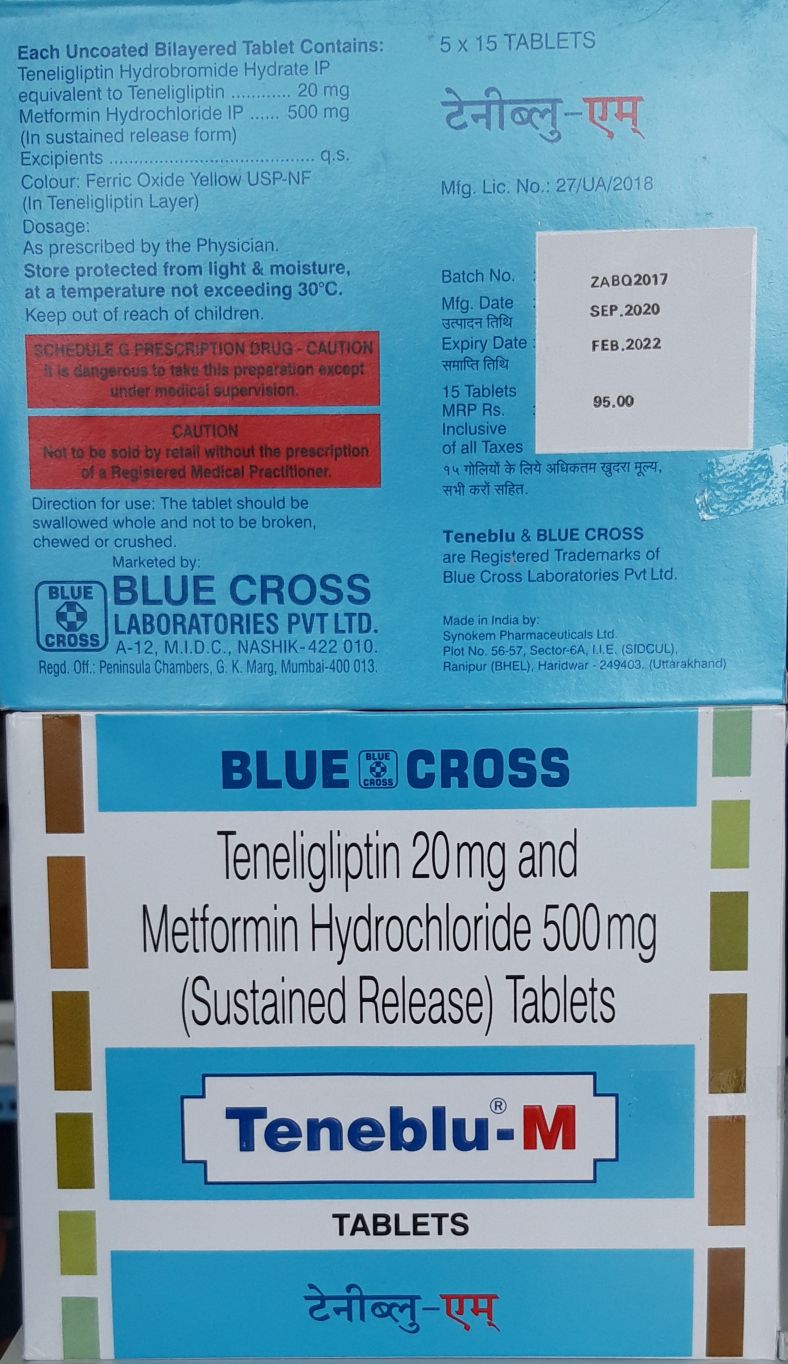 Each Uncoated Bilayered Tablet Contains:
Teneligliptin Hydrobromide Hydrate IP
equivalent to Teneligliptin ............ 20 mg
Metformin Hydrochloride IP ...... 500 mg
(In sustained release form)
Excipients ...................................... q.s.
Colour: Ferric Oxide Yellow USP-NF
(In Teneligliptin Layer)
Dosage:
As prescribed by the Physician.
Store protected from light & moisture,
at a temperature not exceeding 30°C.
Keep out of reach of children.
SCHEDULE G PRESCRIPTION DRUG - CAUTION
It is dangerous to take this preparation except
under medical supervision.
CAUTION
Not to be sold by retail without the prescription
of a Registered Medical Practitioner.
Direction for use: The tablet should be
swallowed whole and not to be broken,
chewed or crushed.
Marketed by:
BLUE
CROSS
BLUE CROSS
LABORATORIES PVT LTD.
A-12, M.I.D.C., NASHIK-422 010.
Regd. Off.: Peninsula Chambers, G. K. Marg, Mumbai-400 013.
5 x 15 TABLETS
टेनीब्लु-एम्
Mfg. Lic. No.: 27/UA/2018
Batch No. : ZABQ2017
Mfg. Date : SEP.2020
उत्पादन तिथि
Expiry Date : FEB.2022
समाप्ति तिथि
15 Tablets
MRP Rs. : 95.00
Inclusive
of all Taxes
१५ गोलियों के लिये अधिकतम खुदरा मूल्य,
सभी करों सहित.
Teneblu & BLUE CROSS
are Registered Trademarks of
Blue Cross Laboratories Pvt Ltd.
Made in India by:
Synokem Pharmaceuticals Ltd.
Plot No. 56-57, Sector-6A, I.I.E. (SIDCUL),
Ranipur (BHEL), Haridwar - 249403. (Uttarakhand)
BLUE BLUE CROSS CROSS
Teneligliptin 20mg and
Metformin Hydrochloride 500mg
(Sustained Release) Tablets
Teneblu®-M
TABLETS
टेनीब्लु-एम्